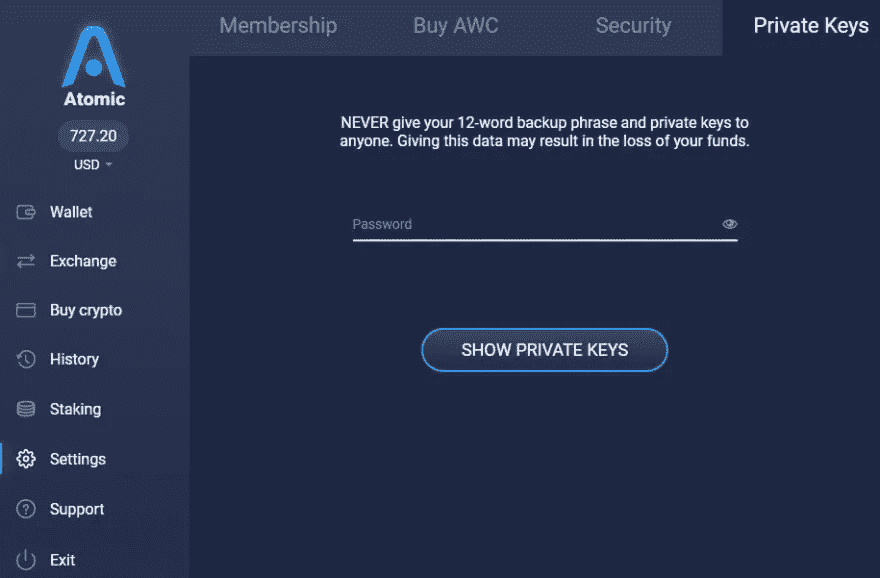 Membership
Buy AWC
Security
Private Keys
Atomic
727.20
USD
Wallet
Exchange
Buy crypto
History
Staking
Settings
Support
Exit
NEVER give your 12-word backup phrase and private keys to
anyone. Giving this data may result in the loss of your funds.
Password
SHOW PRIVATE KEYS